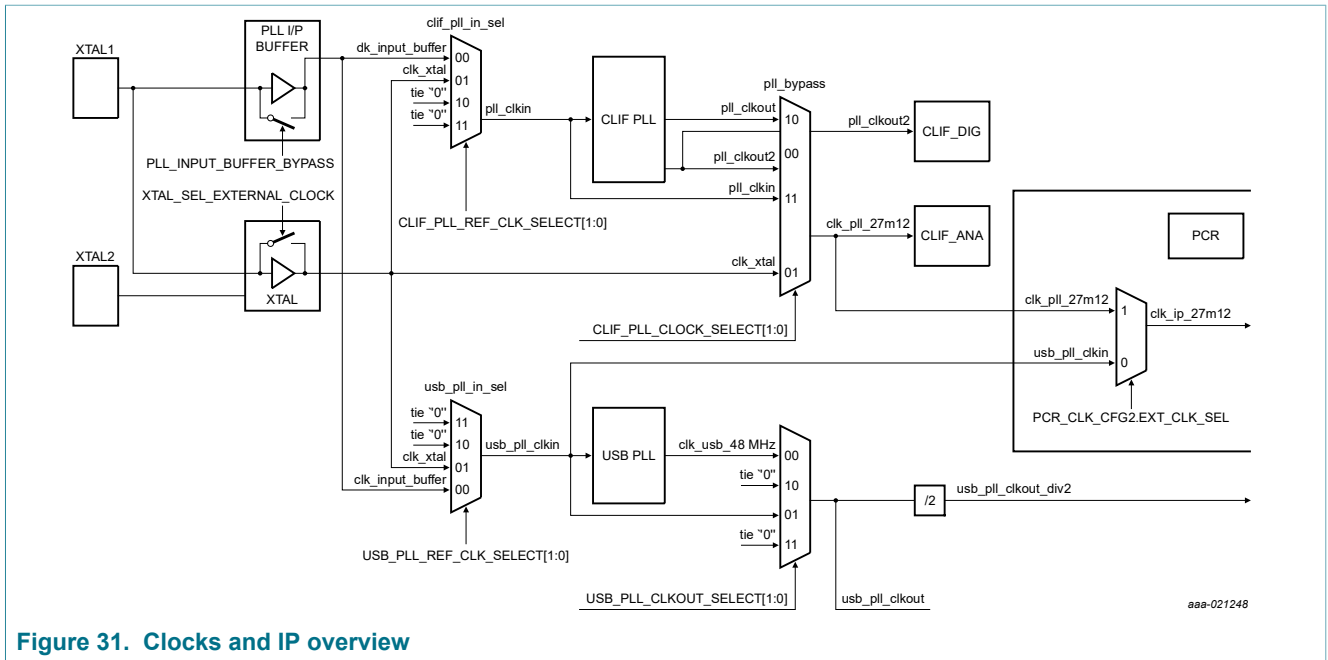 clif_pll_in_sel
PLL I/P
BUFFER
XTAL1
dk_input_buffer
00
clk_xtal
01
tie `"0''
10
tie `"0''
11
pll_clkin
CLIF PLL
pll_bypass
pll_clkout
10
00
pll_clkout2
pll_clkin
11
pll_clkout2
CLIF_DIG
PLL_INPUT_BUFFER_BYPASS
XTAL_SEL_EXTERNAL_CLOCK
CLIF_PLL_REF_CLK_SELECT[1:0]
clk_pll_27m12
CLIF_ANA
PCR
XTAL2
XTAL
clk_xtal
01
CLIF_PLL_CLOCK_SELECT[1:0]
clk_pll_27m12
1
clk_ip_27m12
usb_pll_clkin
0
PCR_CLK_CFG2.EXT_CLK_SEL
usb_pll_in_sel
tie `"0''
11
tie `"0''
10
clk_xtal
01
clk_input_buffer
00
usb_pll_clkin
USB PLL
clk_usb_48 MHz
00
tie `"0''
10
01
tie `"0''
11
/2
usb_pll_clkout_div2
USB_PLL_REF_CLK_SELECT[1:0]
USB_PLL_CLKOUT_SELECT[1:0]
usb_pll_clkout
aaa-021248
Figure 31. Clocks and IP overview